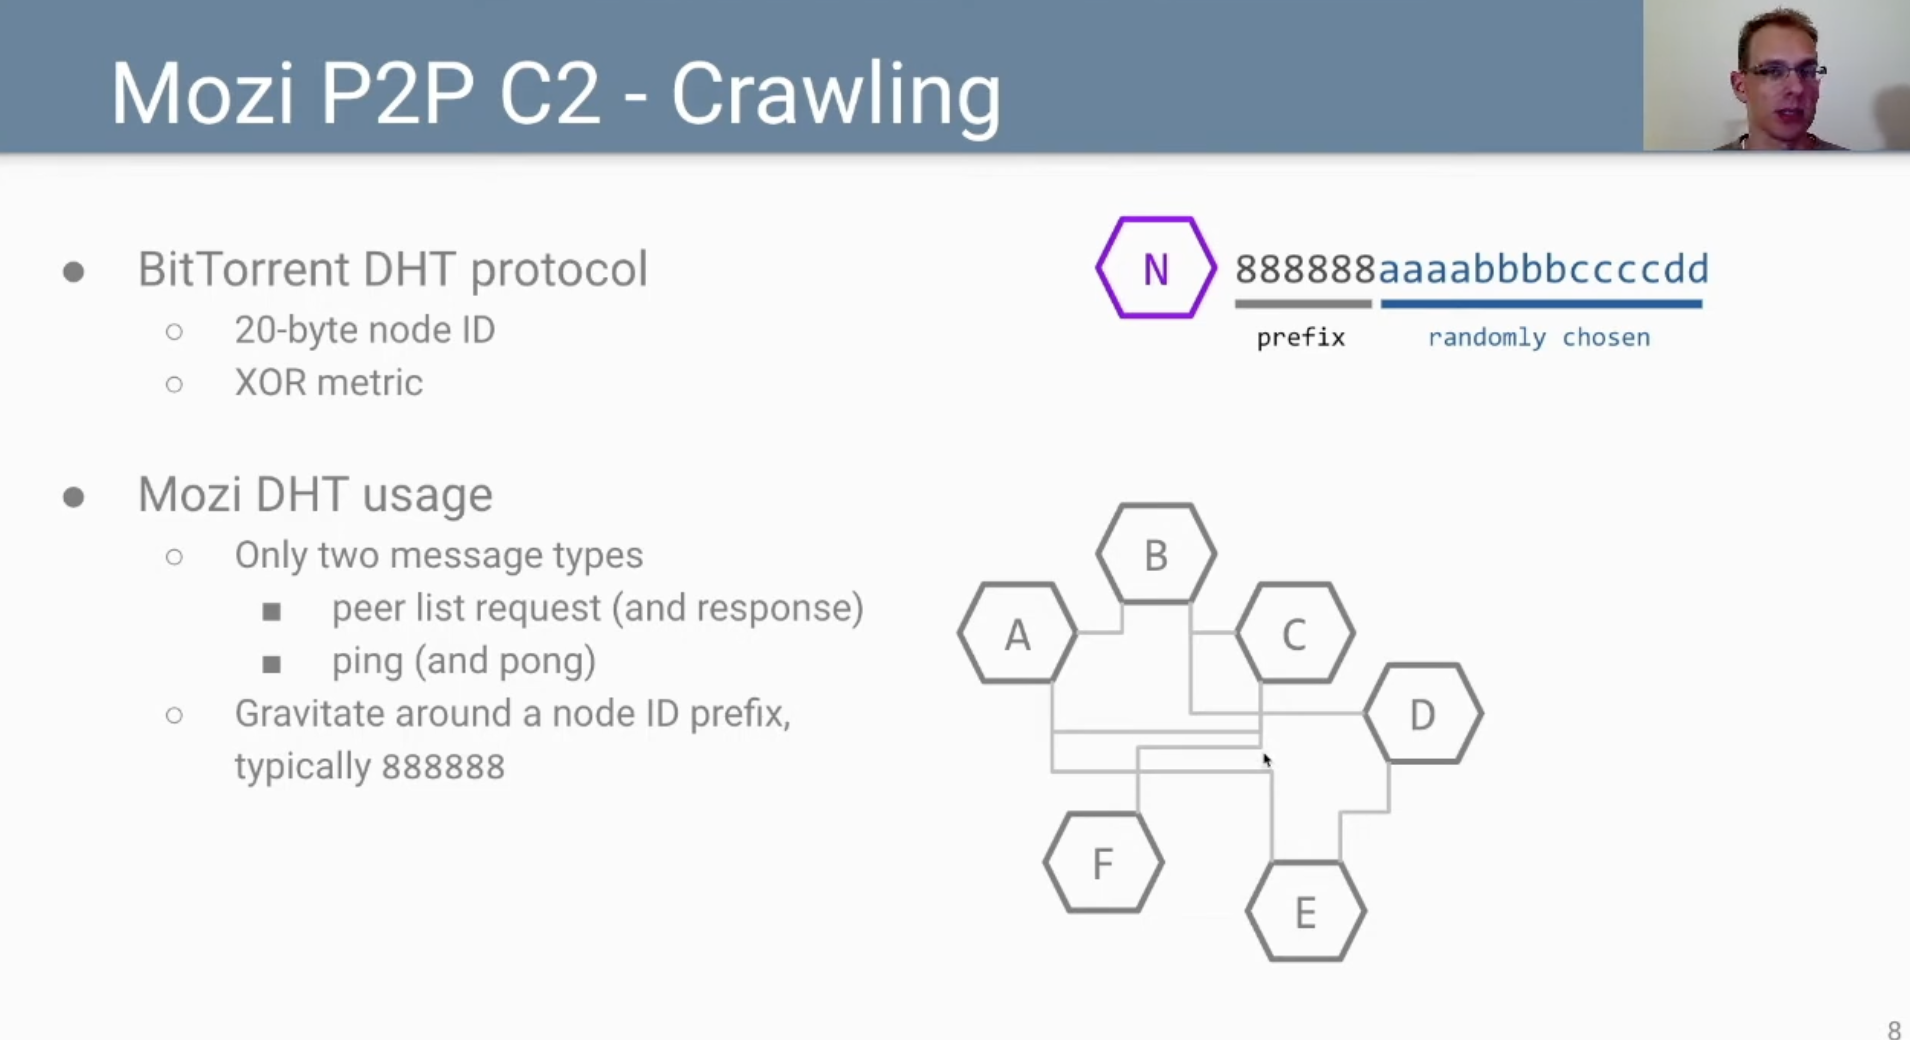 Mozi P2P C2 - Crawling
BitTorrent DHT protocol
20-byte node ID
XOR metric
Mozi DHT usage
Only two message types
peer list request (and response)
ping (and pong)
Gravitate around a node ID prefix,
typically 888888
N
888888aaaabbbbccccdd
prefix
randomly chosen
B
A
C
D
F
E
8